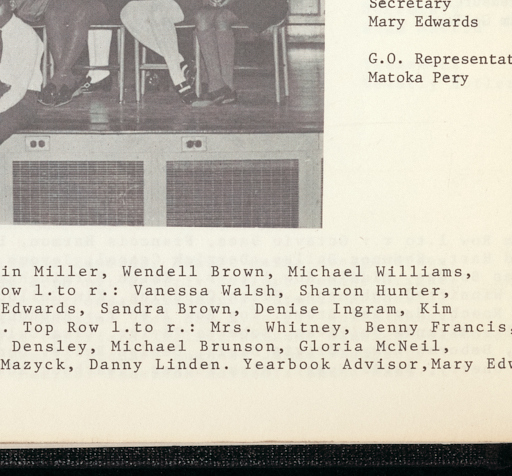 Secretary
Mary Edwards
G.O. Representat
Matoka Pery
in Miller, Wendell Brown, Michael Williams,
ow l.to r.: Vanessa Walsh, Sharon Hunter,
Edwards, Sandra Brown, Denise Ingram, Kim
. Top Row l.to r.: Mrs. Whitney, Benny Francis,
Densley, Michael Brunson, Gloria McNeil,
Mazyck, Danny Linden. Yearbook Advisor,Mary Edw